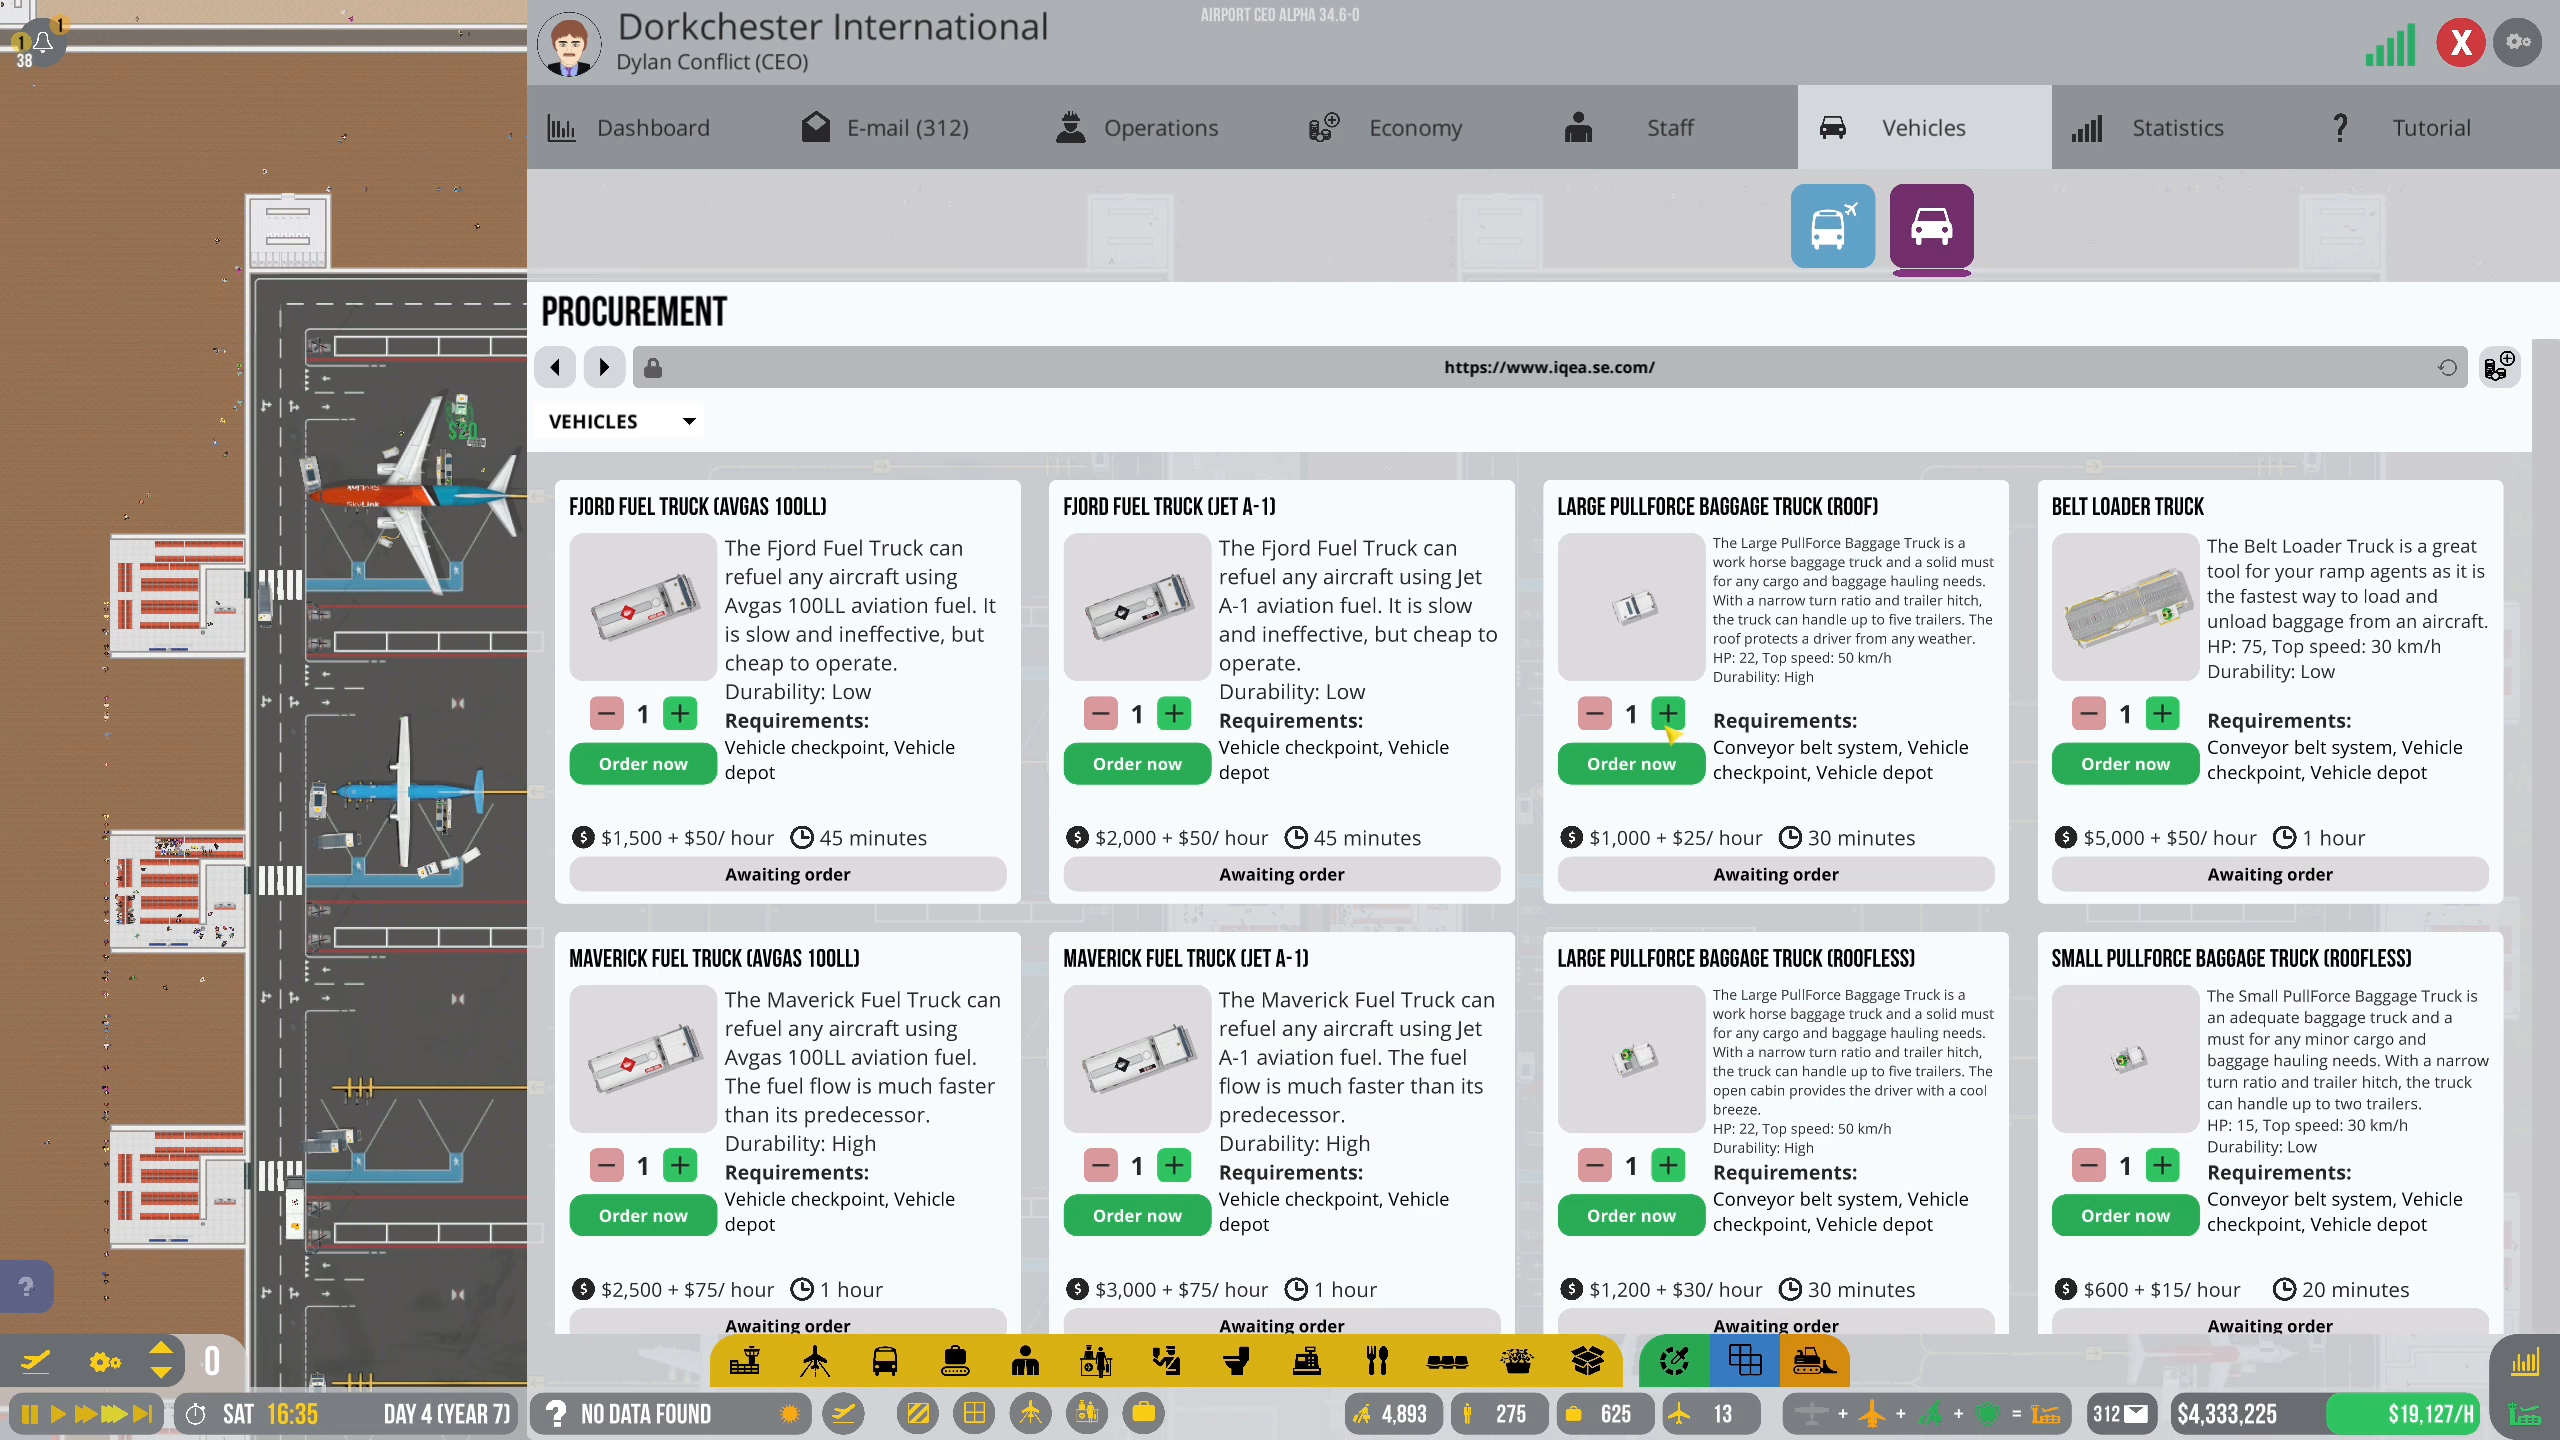 AIRPORT CEO ALPHA 34.6-0
1
1
38
Dorkchester International
Dylan Conflict (CEO)
X
Dashboard
E-mail (312)
Operations
Economy
Staff
Vehicles
Statistics
? Tutorial
PROCUREMENT
https://www.iqea.se.com/
VEHICLES
FJORD FUEL TRUCK (AVGAS 100LL)
The Fjord Fuel Truck can
refuel any aircraft using
Avgas 100LL aviation fuel. It
is slow and ineffective, but
cheap to operate.
Durability: Low
1
Requirements:
Vehicle checkpoint, Vehicle
depot
Order now
$1,500 + $50/ hour
45 minutes
Awaiting order
FJORD FUEL TRUCK (JET A-1)
The Fjord Fuel Truck can
refuel any aircraft using Jet
A-1 aviation fuel. It is slow
and ineffective, but cheap to
operate.
Durability: Low
1
Requirements:
Vehicle checkpoint, Vehicle
depot
Order now
$2,000 + $50/ hour
45 minutes
Awaiting order
LARGE PULLFORCE BAGGAGE TRUCK (ROOF)
The Large PullForce Baggage Truck is a
work horse baggage truck and a solid must
for any cargo and baggage hauling needs.
With a narrow turn ratio and trailer hitch,
the truck can handle up to five trailers. The
roof protects a driver from any weather.
HP: 22, Top speed: 50 km/h
Durability: High
1
Requirements:
Conveyor belt system, Vehicle
checkpoint, Vehicle depot
Order now
$1,000 + $25/ hour
30 minutes
Awaiting order
BELT LOADER TRUCK
The Belt Loader Truck is a great
tool for your ramp agents as it is
the fastest way to load and
unload baggage from an aircraft.
HP: 75, Top speed: 30 km/h
Durability: Low
1
Requirements:
Conveyor belt system, Vehicle
checkpoint, Vehicle depot
Order now
$5,000 + $50/ hour
1 hour
Awaiting order
MAVERICK FUEL TRUCK (AVGAS 100LL)
The Maverick Fuel Truck can
refuel any aircraft using
Avgas 100LL aviation fuel.
The fuel flow is much faster
than its predecessor.
Durability: High
1
Requirements:
Vehicle checkpoint, Vehicle
depot
Order now
$2,500 + $75/ hour
1 hour
Awaiting order
MAVERICK FUEL TRUCK (JET A-1)
The Maverick Fuel Truck can
refuel any aircraft using Jet
A-1 aviation fuel. The fuel
flow is much faster than its
predecessor.
Durability: High
1
Requirements:
Vehicle checkpoint, Vehicle
depot
Order now
$3,000 + $75/ hour
1 hour
Awaiting order
LARGE PULLFORCE BAGGAGE TRUCK (ROOFLESS)
The Large PullForce Baggage Truck is a
work horse baggage truck and a solid must
for any cargo and baggage hauling needs.
With a narrow turn ratio and trailer hitch,
the truck can handle up to five trailers. The
open cabin provides the driver with a cool
breeze.
HP: 22, Top speed: 50 km/h
Durability: High
1
Requirements:
Conveyor belt system, Vehicle
checkpoint, Vehicle depot
Order now
$1,200 + $30/ hour
30 minutes
Awaiting order
SMALL PULLFORCE BAGGAGE TRUCK (ROOFLESS)
The Small PullForce Baggage Truck is
an adequate baggage truck and a
must for any minor cargo and
baggage hauling needs. With a narrow
turn ratio and trailer hitch, the truck
can handle up to two trailers.
HP: 15, Top speed: 30 km/h
Durability: Low
1
Requirements:
Conveyor belt system, Vehicle
checkpoint, Vehicle depot
Order now
$600 + $15/ hour
20 minutes
Awaiting order
$20
SkyLink
?
0
SAT 16:35 DAY 4 (YEAR 7)
? NO DATA FOUND
4,893
275
625
13
+ + + =
312
$4,333,225
$19,127/H